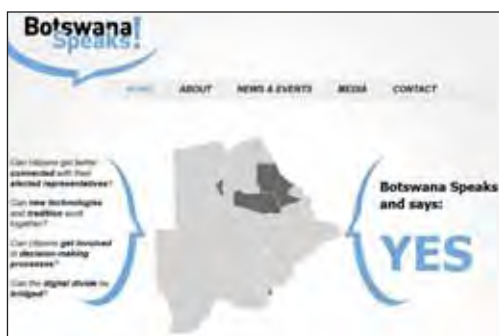 Botswana
Speaks!
HOME ABOUT NEWS & EVENTS MEDIA CONTACT
Can citizens get better
connected with their
elected representatives?
Can new technologies
and tradition work
together?
Can citizens get involved
in decision-making
processes?
Can the digital divide be
bridged?
Botswana Speaks
and says:
YES